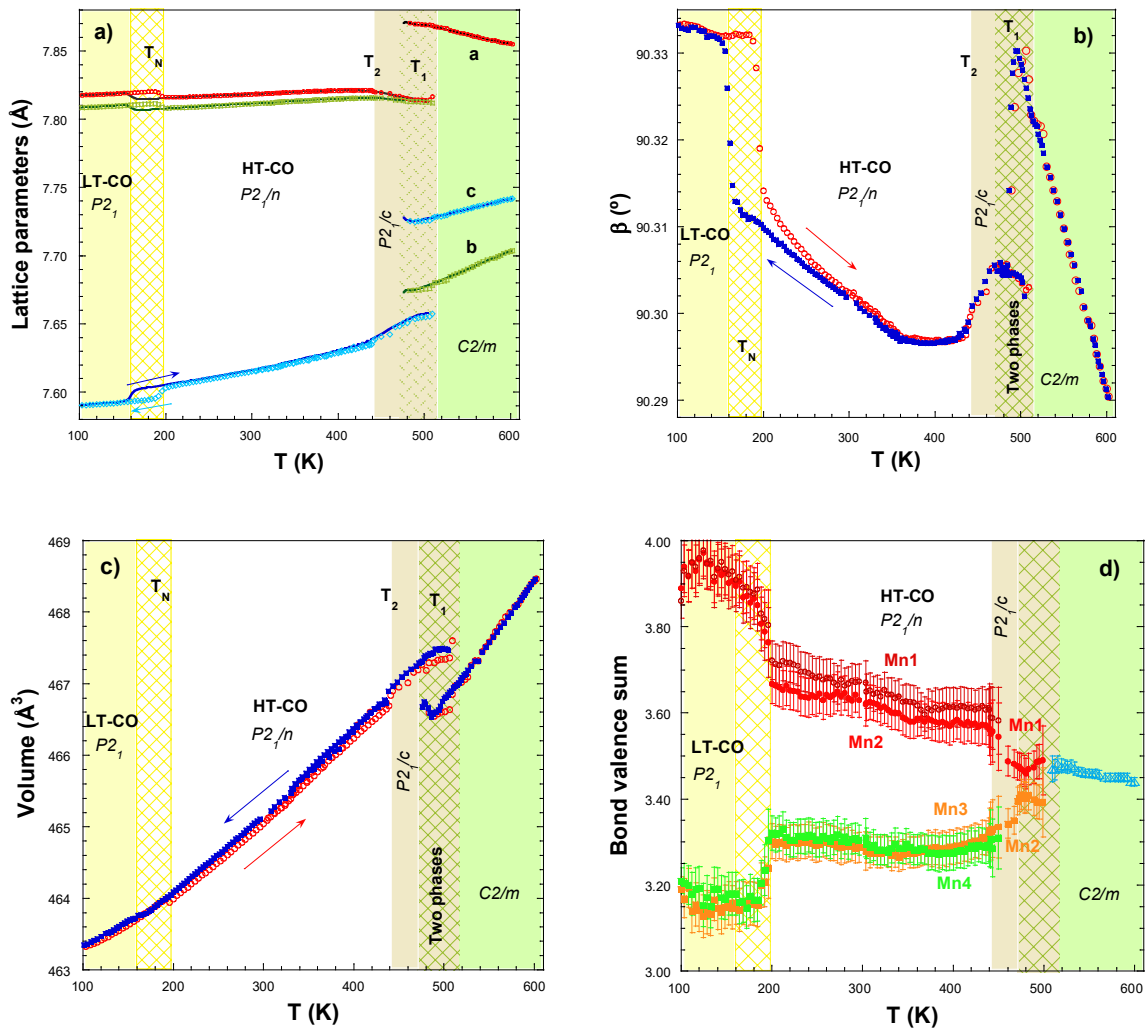 a)
T_N
T_2
T_1
a
LT-CO
P2_1
HT-CO
P2_1/n
P2_1/c
c
b
C2/m
Lattice parameters (Å)
7.85
7.80
7.75
7.70
7.65
7.60
100 200 300 400 500 600
T (K)
b)
T_1
T_2
HT-CO
P2_1/n
P2_1/c
LT-CO
P2_1
T_N
Two phases
C2/m
β (º)
90.33
90.32
90.31
90.30
90.29
100 200 300 400 500 600
T (K)
c)
T_N
T_2
T_1
LT-CO
P2_1
HT-CO
P2_1/n
P2_1/c
Two phases
C2/m
Volume (Å³)
469
468
467
466
465
464
463
100 200 300 400 500 600
T (K)
d)
HT-CO
P2_1/n
P2_1/c
Mn1
Mn2
Mn1
LT-CO
P2_1
Mn3
Mn2
Mn4
C2/m
Bond valence sum
4.00
3.80
3.60
3.40
3.20
3.00
100 200 300 400 500 600
T (K)